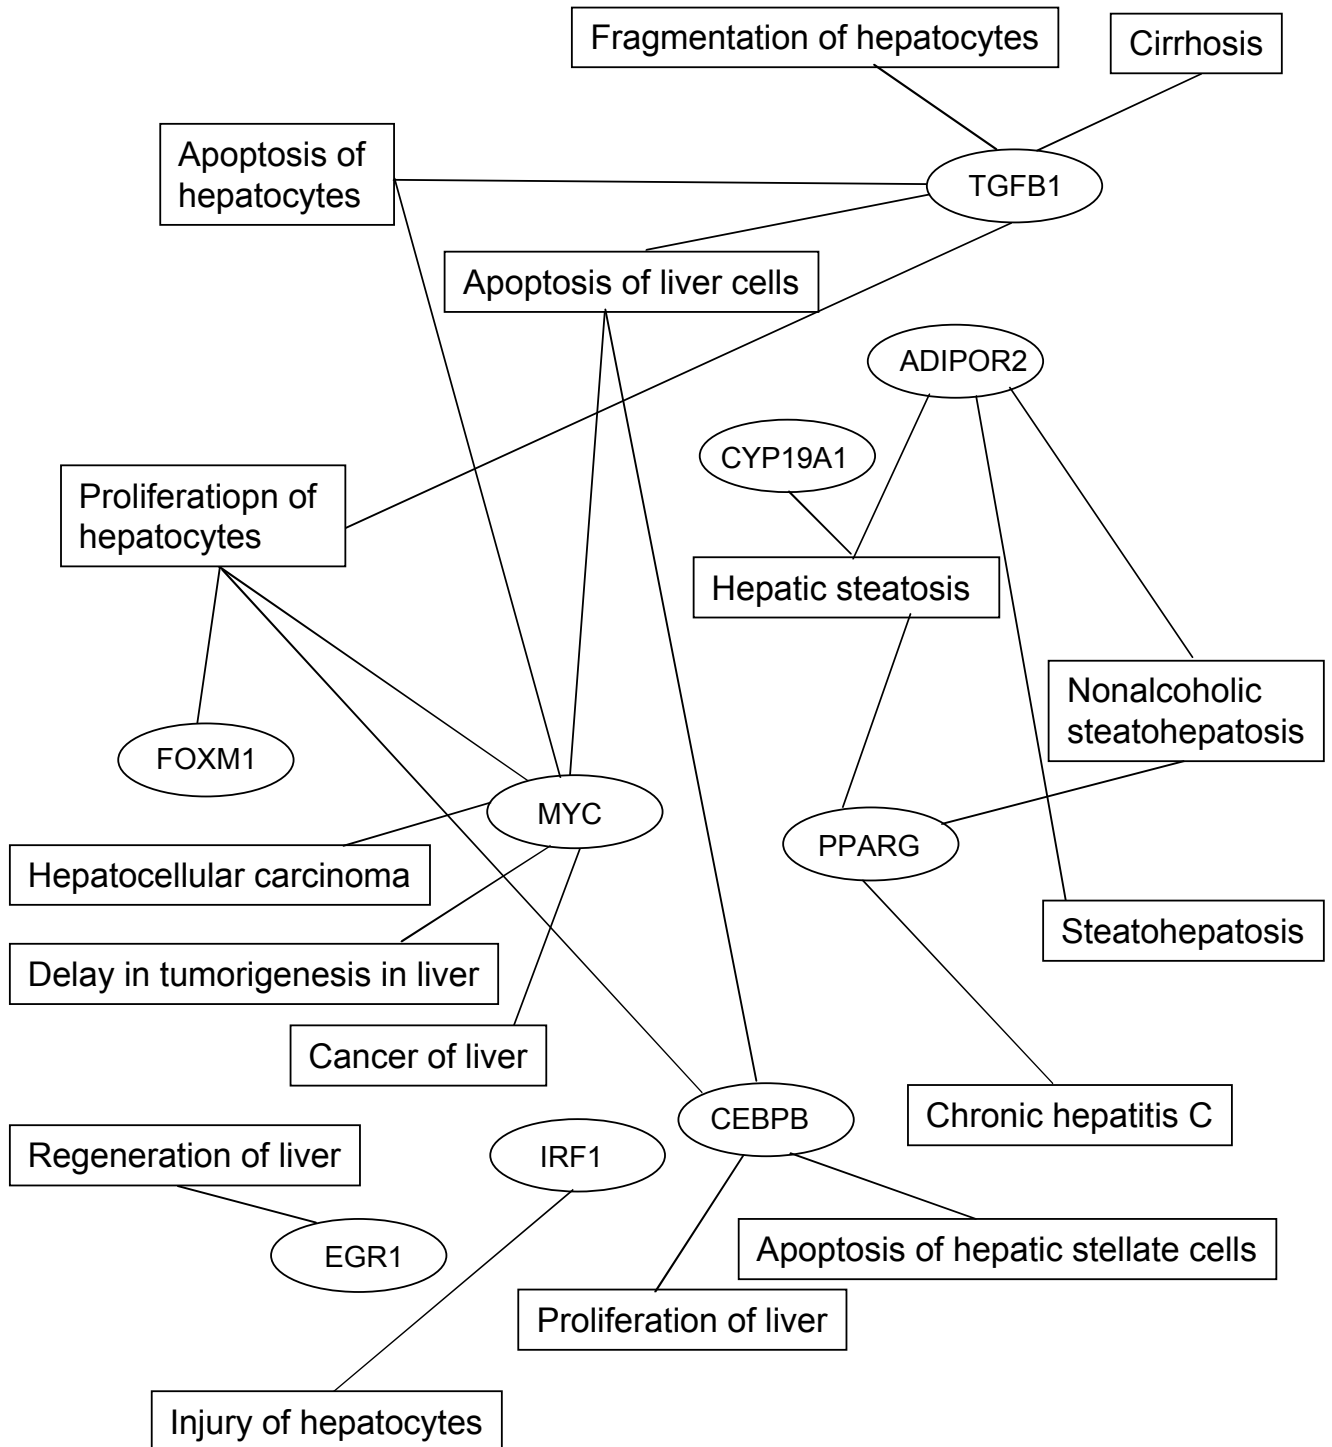 Fragmentation of hepatocytes
Cirrhosis
Apoptosis of
hepatocytes
TGFB1
Apoptosis of liver cells
ADIPOR2
CYP19A1
Proliferatiopn of
hepatocytes
Hepatic steatosis
Nonalcoholic
steatohepatosis
FOXM1
MYC
PPARG
Hepatocellular carcinoma
Steatohepatosis
Delay in tumorigenesis in liver
Cancer of liver
CEBPB
Chronic hepatitis C
Regeneration of liver
IRF1
EGR1
Apoptosis of hepatic stellate cells
Proliferation of liver
Injury of hepatocytes